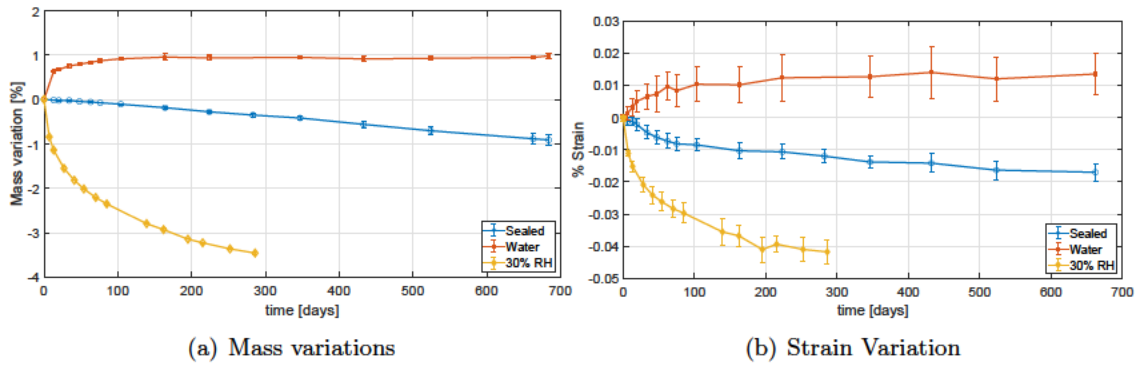 2
1
0
-1
-2
-3
-4
Mass variation [%]
0
100
200
300
400
500
600
700
time [days]
Sealed
Water
30% RH
(a) Mass variations
0.03
0.02
0.01
0
-0.01
-0.02
-0.03
-0.04
-0.05
% Strain
0
100
200
300
400
500
600
700
time [days]
Sealed
Water
30% RH
(b) Strain Variation